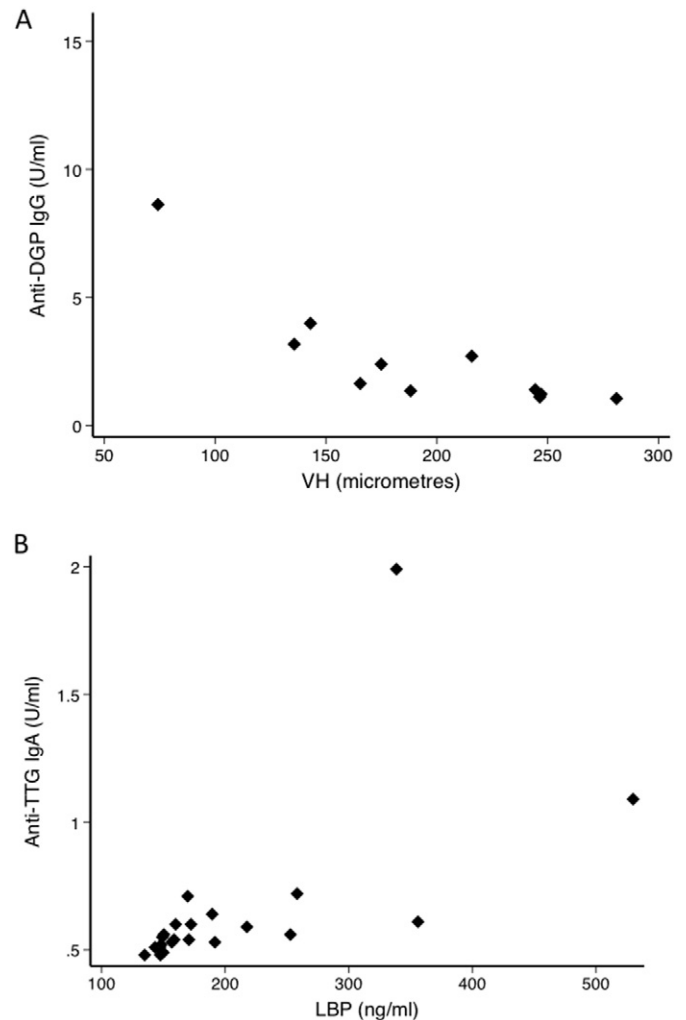 A
15
10
5
0
Anti-DGP IgG (U/ml)
50 100 150 200 250 300
VH (micrometres)
B
2
1.5
1
.5
Anti-TTG IgA (U/ml)
100 200 300 400 500
LBP (ng/ml)